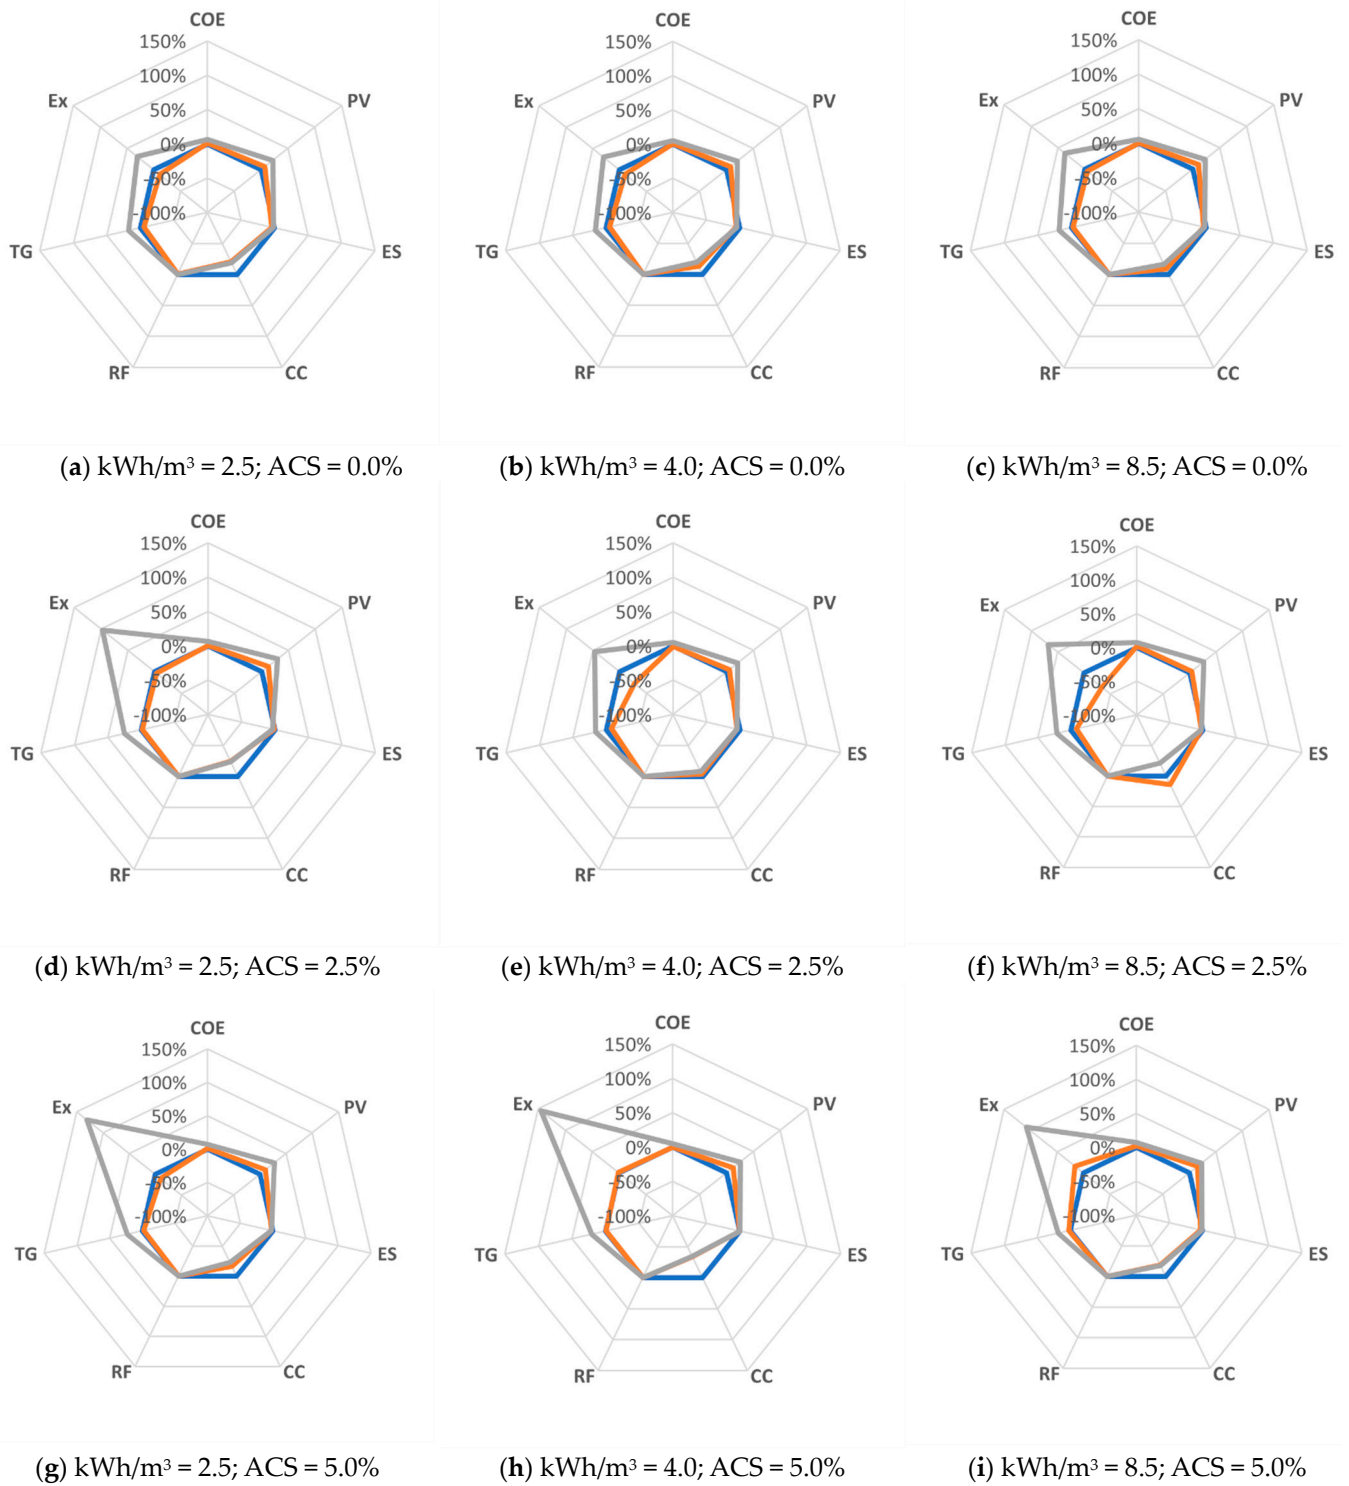 COE
150%
100%
50%
0%
-50%
-100%
PV
ES
CC
RF
TG
Ex
COE
150%
100%
50%
0%
-50%
-100%
PV
ES
CC
RF
TG
Ex
COE
150%
100%
50%
0%
-50%
-100%
PV
ES
CC
RF
TG
Ex
(a) kWh/m³ = 2.5; ACS = 0.0%
(b) kWh/m³ = 4.0; ACS = 0.0%
(c) kWh/m³ = 8.5; ACS = 0.0%
COE
150%
100%
50%
0%
-50%
-100%
PV
ES
CC
RF
TG
Ex
COE
150%
100%
50%
0%
-50%
-100%
PV
ES
CC
RF
TG
Ex
COE
150%
100%
50%
0%
-50%
-100%
PV
ES
CC
RF
TG
Ex
(d) kWh/m³ = 2.5; ACS = 2.5%
(e) kWh/m³ = 4.0; ACS = 2.5%
(f) kWh/m³ = 8.5; ACS = 2.5%
COE
150%
100%
50%
0%
-50%
-100%
PV
ES
CC
RF
TG
Ex
COE
150%
100%
50%
0%
-50%
-100%
PV
ES
CC
RF
TG
Ex
COE
150%
100%
50%
0%
-50%
-100%
PV
ES
CC
RF
TG
Ex
(g) kWh/m³ = 2.5; ACS = 5.0%
(h) kWh/m³ = 4.0; ACS = 5.0%
(i) kWh/m³ = 8.5; ACS = 5.0%